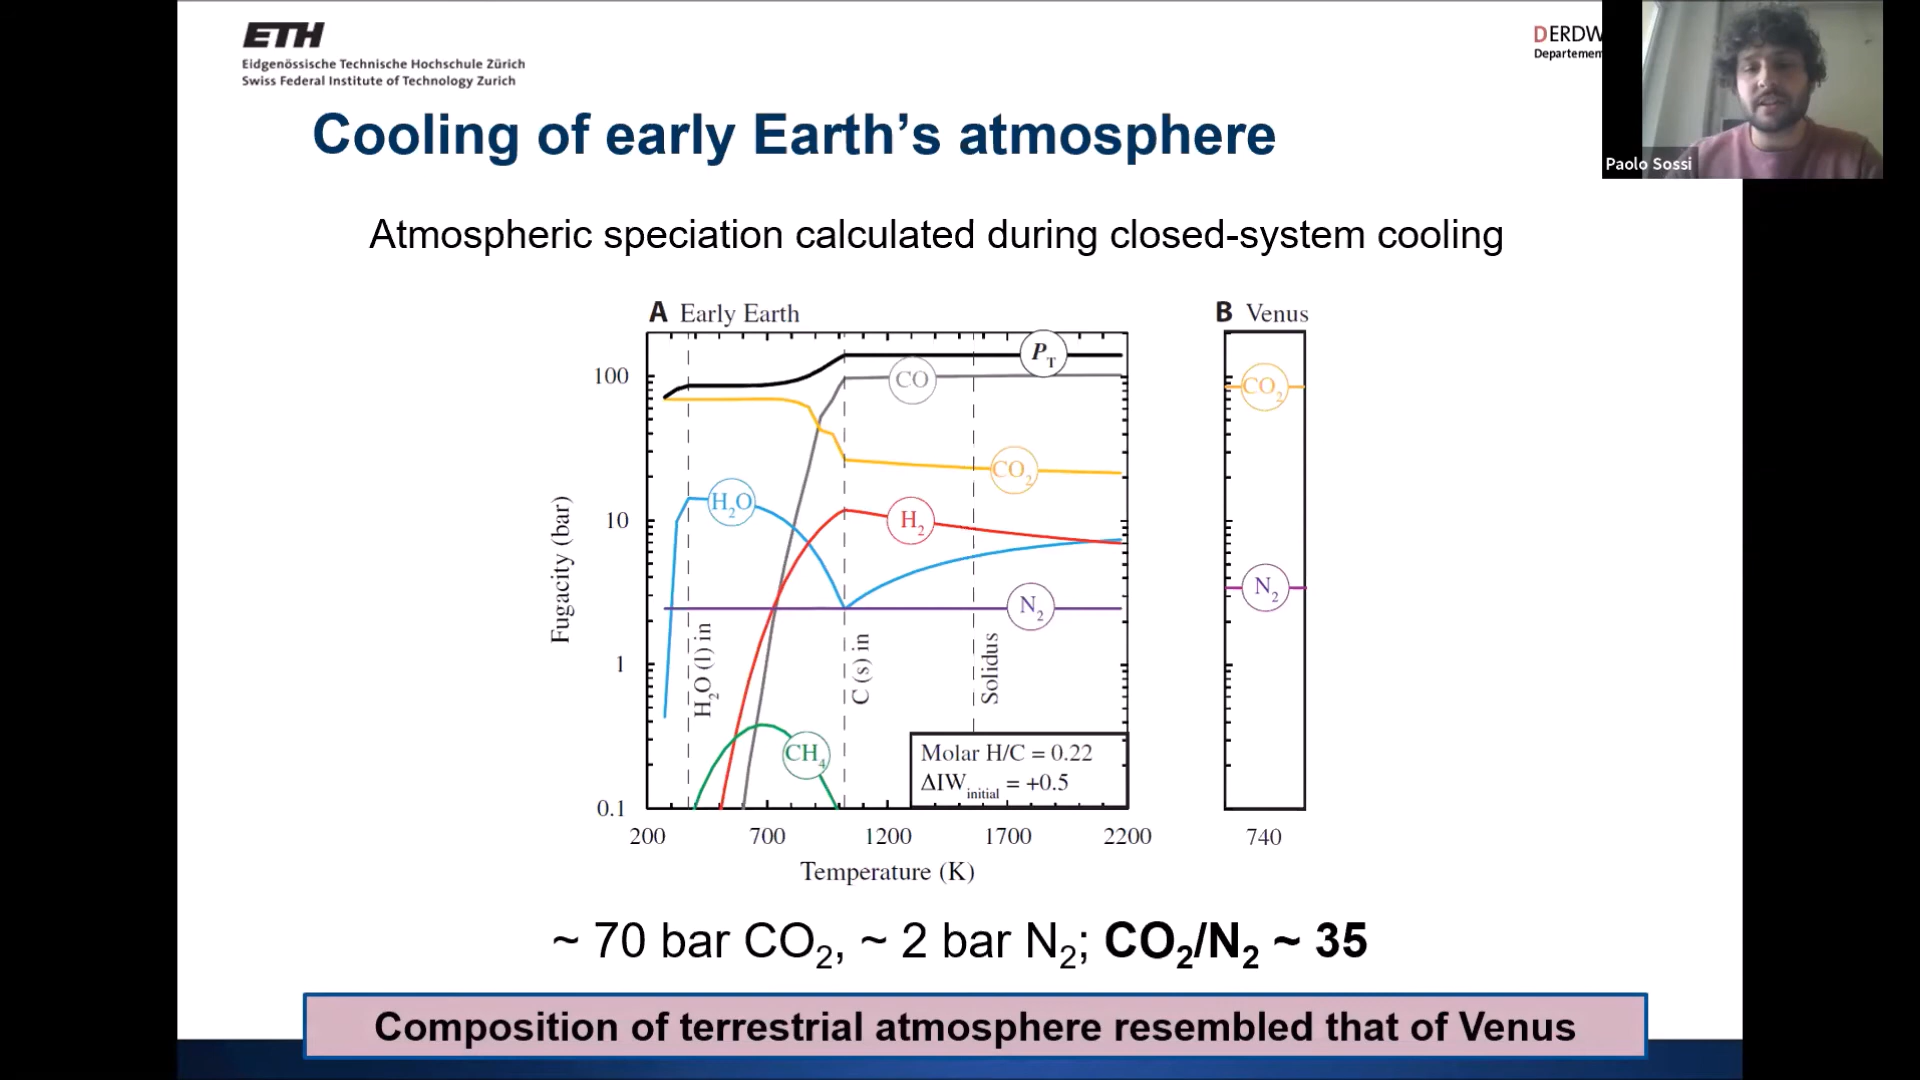 ETH
Eidgenössische Technische Hochschule Zürich
Swiss Federal Institute of Technology Zurich
DERDW
Departemen
Paolo Sossi
Cooling of early Earth’s atmosphere
Atmospheric speciation calculated during closed-system cooling
A Early Earth
B Venus
P_T
CO
CO₂
H₂O
H₂
N₂
CH₄
H₂O (l) in
C (s) in
Solidus
Molar H/C = 0.22
ΔIW_initial = +0.5
CO₂
N₂
Fugacity (bar)
100
10
1
0.1
200 700 1200 1700 2200
740
Temperature (K)
~ 70 bar CO₂, ~ 2 bar N₂; CO₂/N₂ ~ 35
Composition of terrestrial atmosphere resembled that of Venus